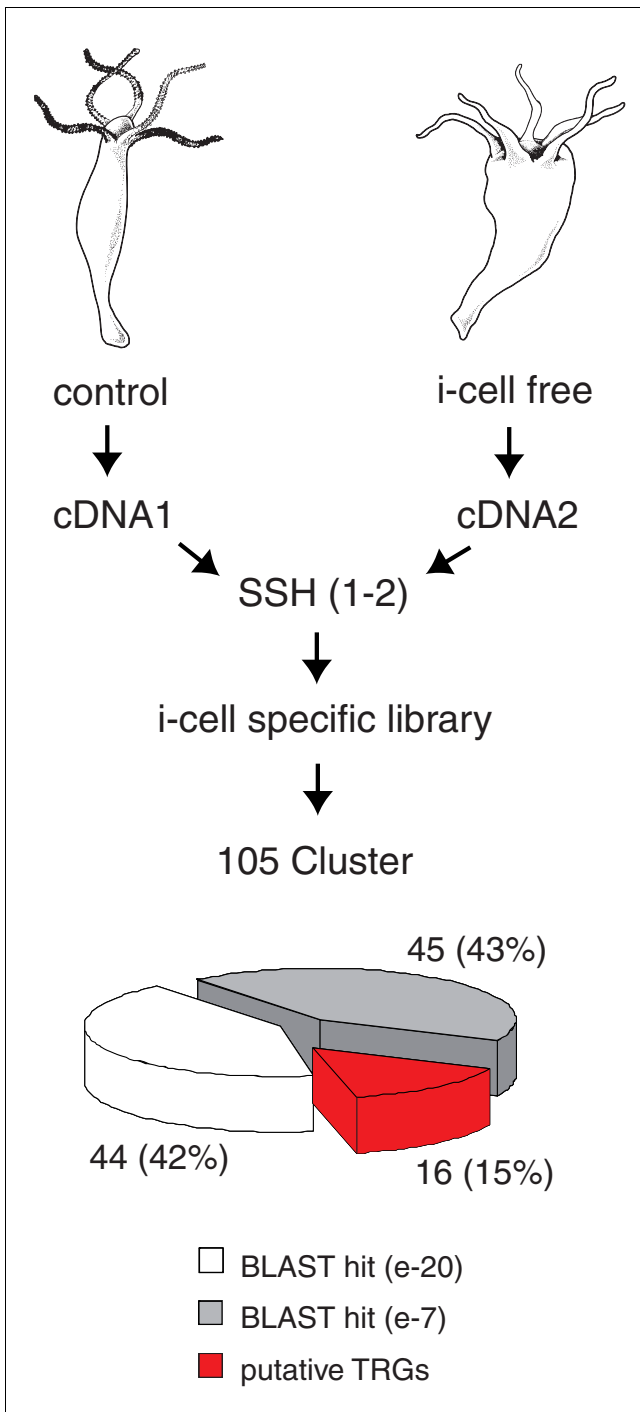 control
i-cell free
cDNA1
cDNA2
SSH (1-2)
i-cell specific library
105 Cluster
45 (43%)
44 (42%)
16 (15%)
BLAST hit (e-20)
BLAST hit (e-7)
putative TRGs